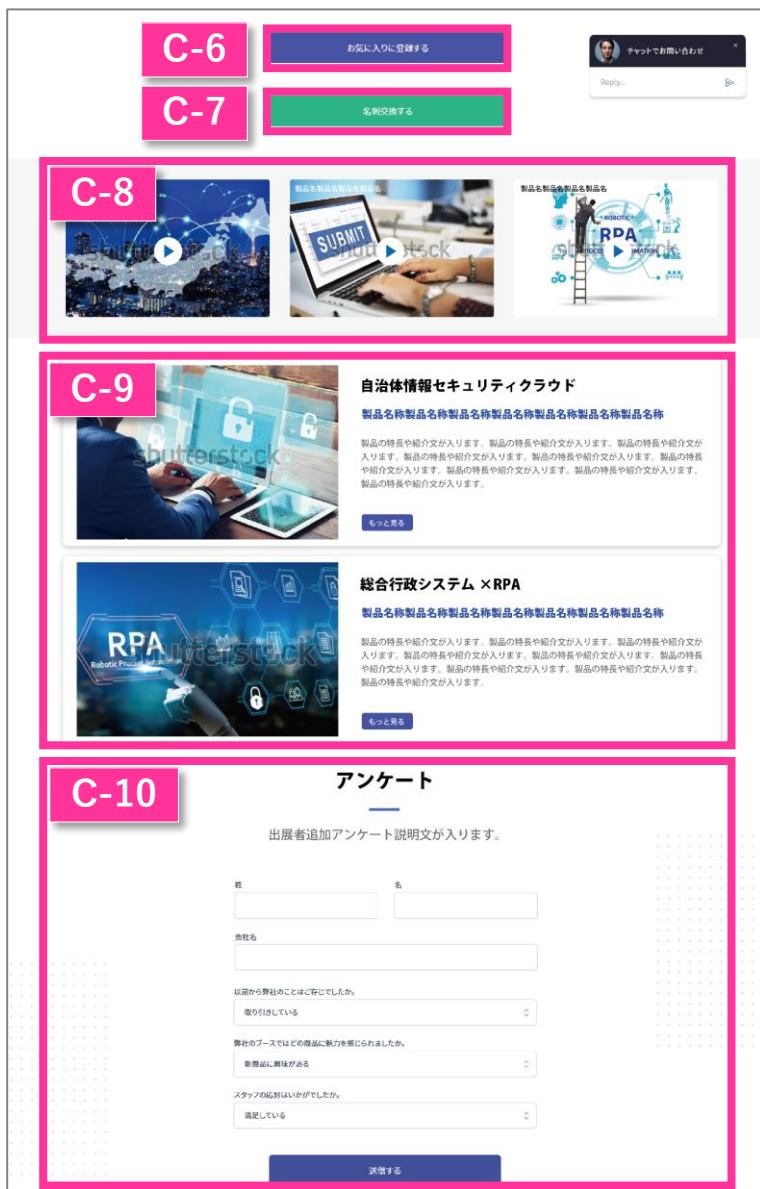 C-6
お気に入りに登録する
チャットでお問い合わせ
×
Reply...
C-7
名刺交換する
C-8
shutterstock
製品名製品名製品名製品名
SUBMIT
shutterstock
製品名製品名製品名製品名
ROBOTIC
RPA
shutterstock
C-9
shutterstock
自治体情報セキュリティクラウド
製品名称製品名称製品名称製品名称製品名称製品名称製品名称
製品の特長や紹介文が入ります。製品の特長や紹介文が入ります。製品の特長や紹介文が
入ります。製品の特長や紹介文が入ります。製品の特長や紹介文が入ります。製品の特長
や紹介文が入ります。製品の特長や紹介文が入ります。製品の特長や紹介文が入ります。
製品の特長や紹介文が入ります。
もっと見る
RPA
Robotic Process Automation
shutterstock
総合行政システム ×RPA
製品名称製品名称製品名称製品名称製品名称製品名称製品名称
製品の特長や紹介文が入ります。製品の特長や紹介文が入ります。製品の特長や紹介文が
入ります。製品の特長や紹介文が入ります。製品の特長や紹介文が入ります。製品の特長
や紹介文が入ります。製品の特長や紹介文が入ります。製品の特長や紹介文が入ります。
製品の特長や紹介文が入ります。
もっと見る
C-10
アンケート
出展者追加アンケート説明文が入ります。
姓 名
会社名
以前から弊社のことはご存じでしたか。
取り引きしている
弊社のブースではどの商品に魅力を感じられましたか。
新商品に興味がある
スタッフの応対はいかがでしたか。
満足している
送信する